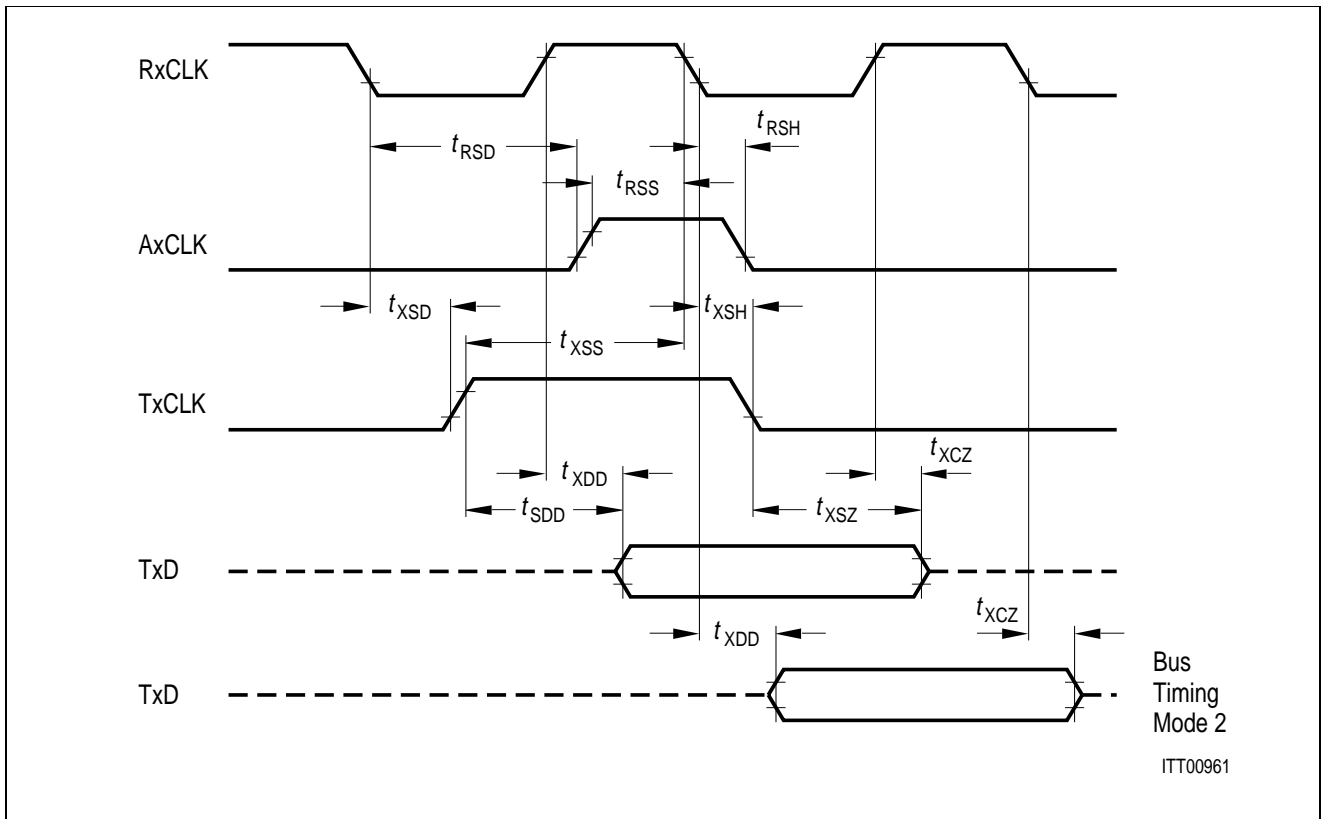 RxCLK
tRSH
tRSD
tRSS
AxCLK
tXSD
tXSH
tXSS
TxCLK
tXCZ
tXDD
tSDD
tXSZ
TxD
tXCZ
tXDD
TxD
Bus
Timing
Mode 2
ITT00961